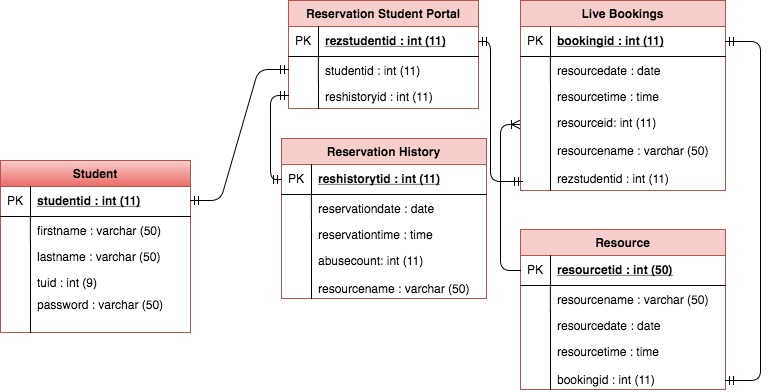 Reservation Student Portal
PK rezstudentid : int (11)
studentid : int (11)
reshistoryid : int (11)
Live Bookings
PK bookingid : int (11)
resourcedate : date
resourcetime : time
resourceid: int (11)
resourcename : varchar (50)
rezstudentid : int (11)
Reservation History
PK reshistorytid : int (11)
reservationdate : date
reservationtime : time
abusecount: int (11)
resourcename : varchar (50)
Student
PK studentid : int (11)
firstname : varchar (50)
lastname : varchar (50)
tuid : int (9)
password : varchar (50)
Resource
PK resourcetid : int (50)
resourcename : varchar (50)
resourcedate : date
resourcetime : time
bookingid : int (11)